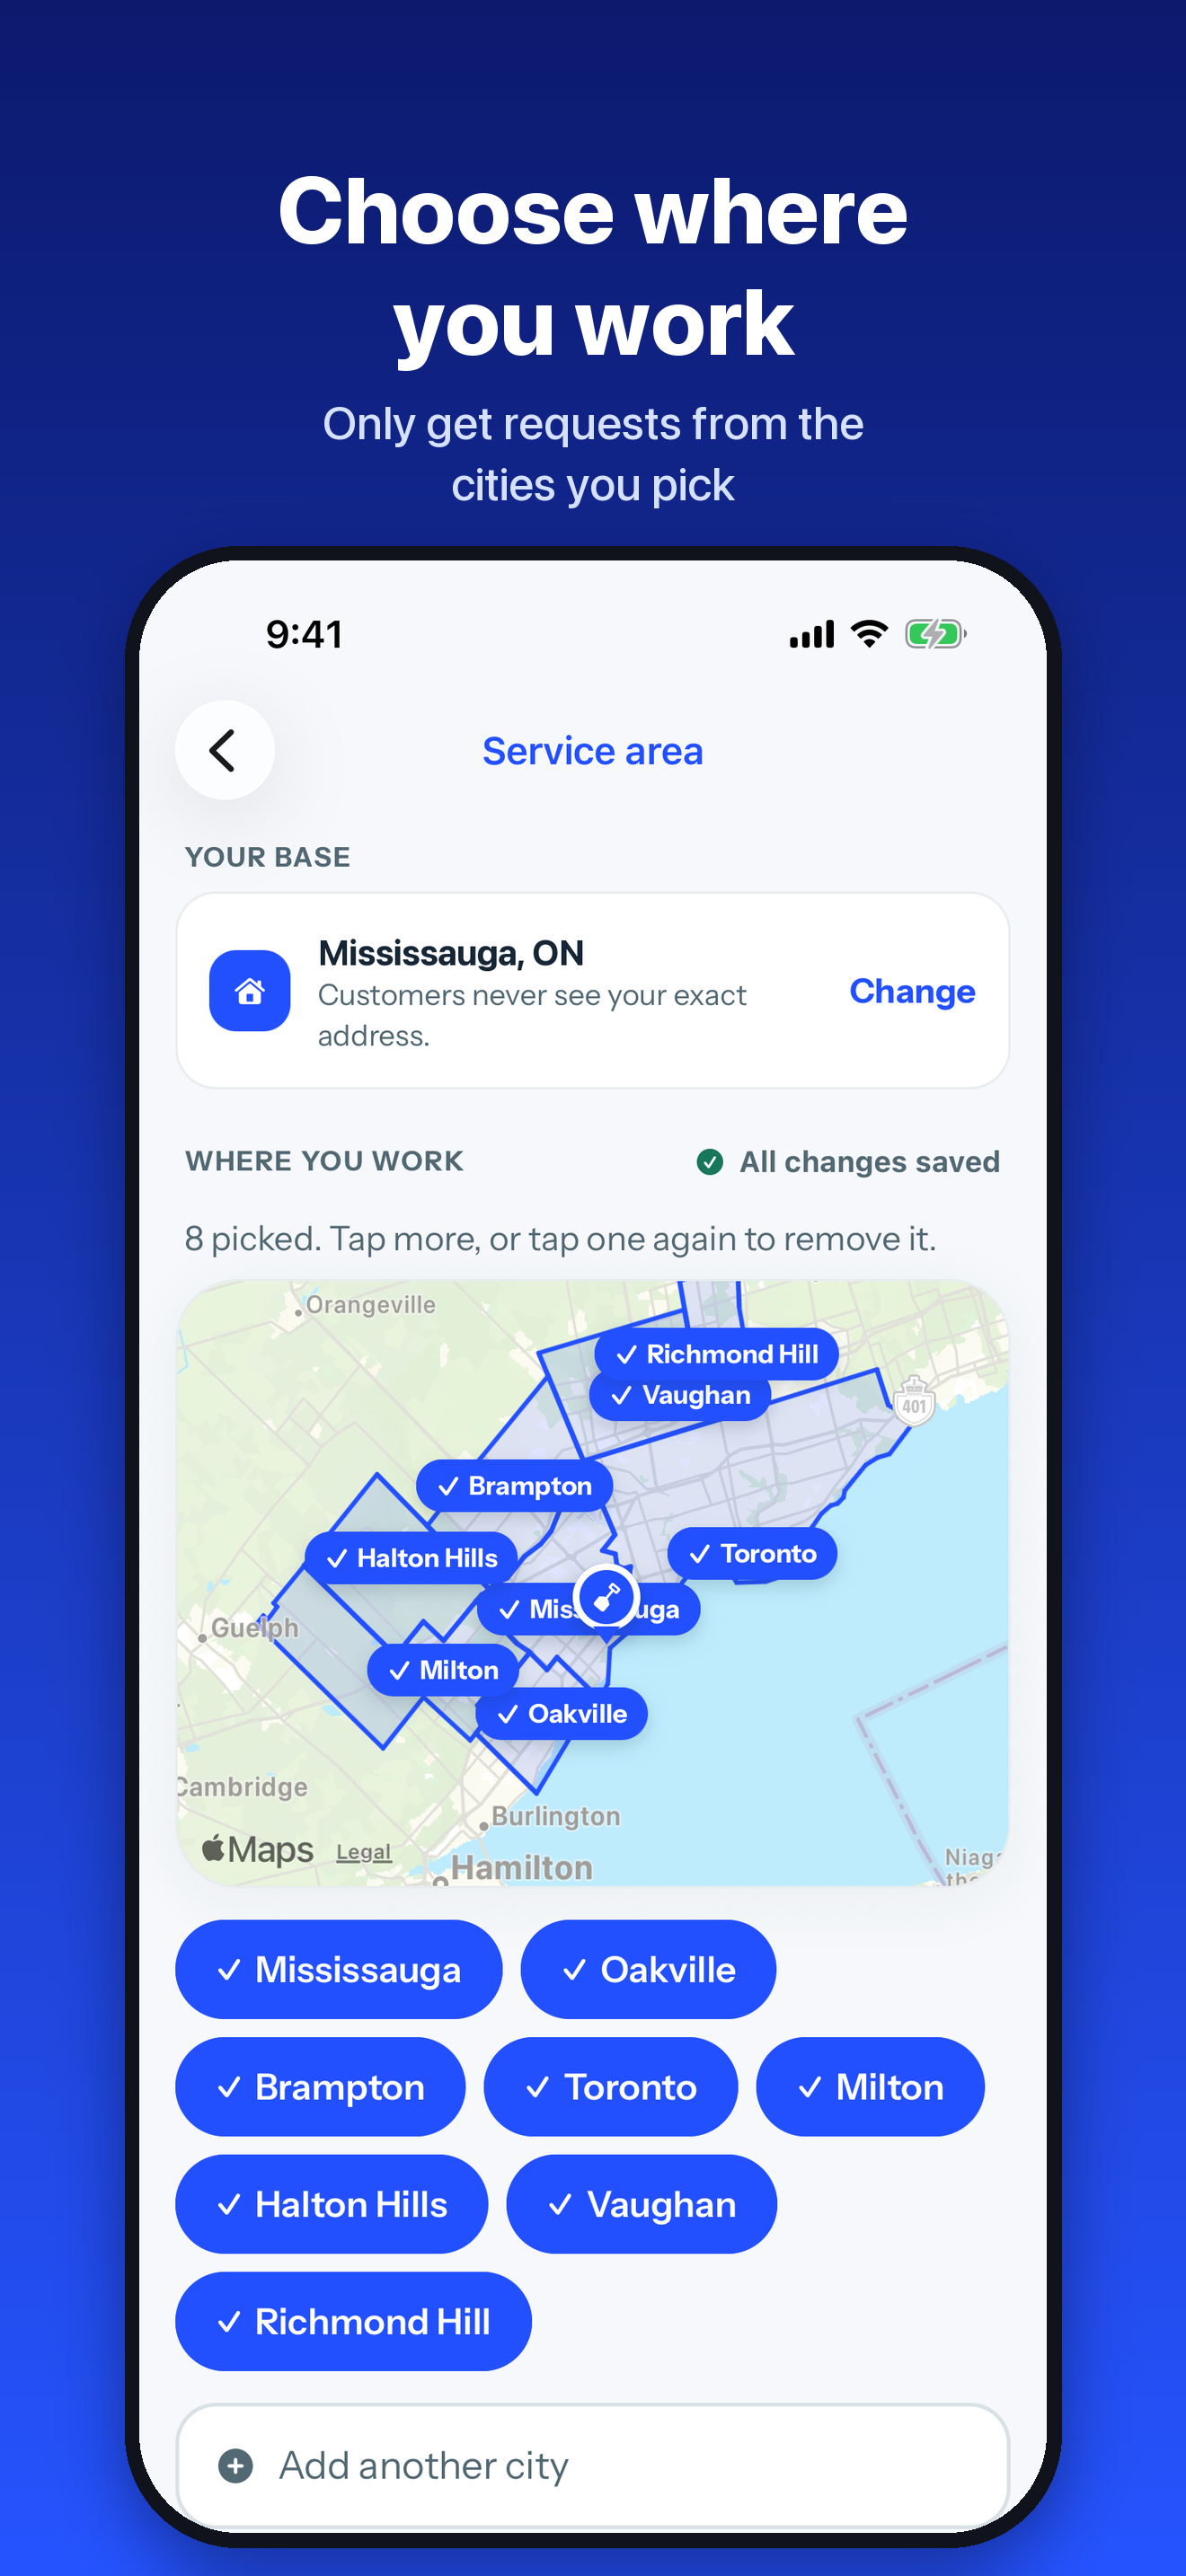 Choose where
you work
Only get requests from the
cities you pick
9:41
Service area
YOUR BASE
Mississauga, ON
Customers never see your exact
address.
Change
WHERE YOU WORK
All changes saved
8 picked. Tap more, or tap one again to remove it.
Orangeville
Richmond Hill
401
Vaughan
Brampton
Toronto
Halton Hills
Miss uga
Guelph
Milton
Oakville
Cambridge
Burlington
Maps Legal
Hamilton
Niag
Mississauga
Oakville
Brampton
Toronto
Milton
Halton Hills
Vaughan
Richmond Hill
Add another city